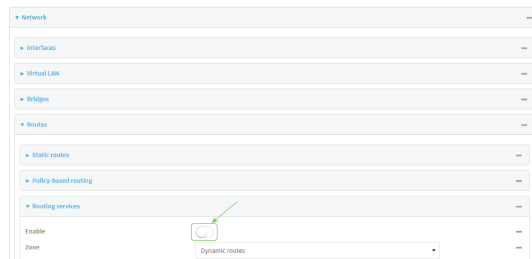 Network
Interfaces
Virtual LAN
Bridges
Routes
Static routes
Policy-based routing
Routing services
Enable
Zone
Dynamic routes